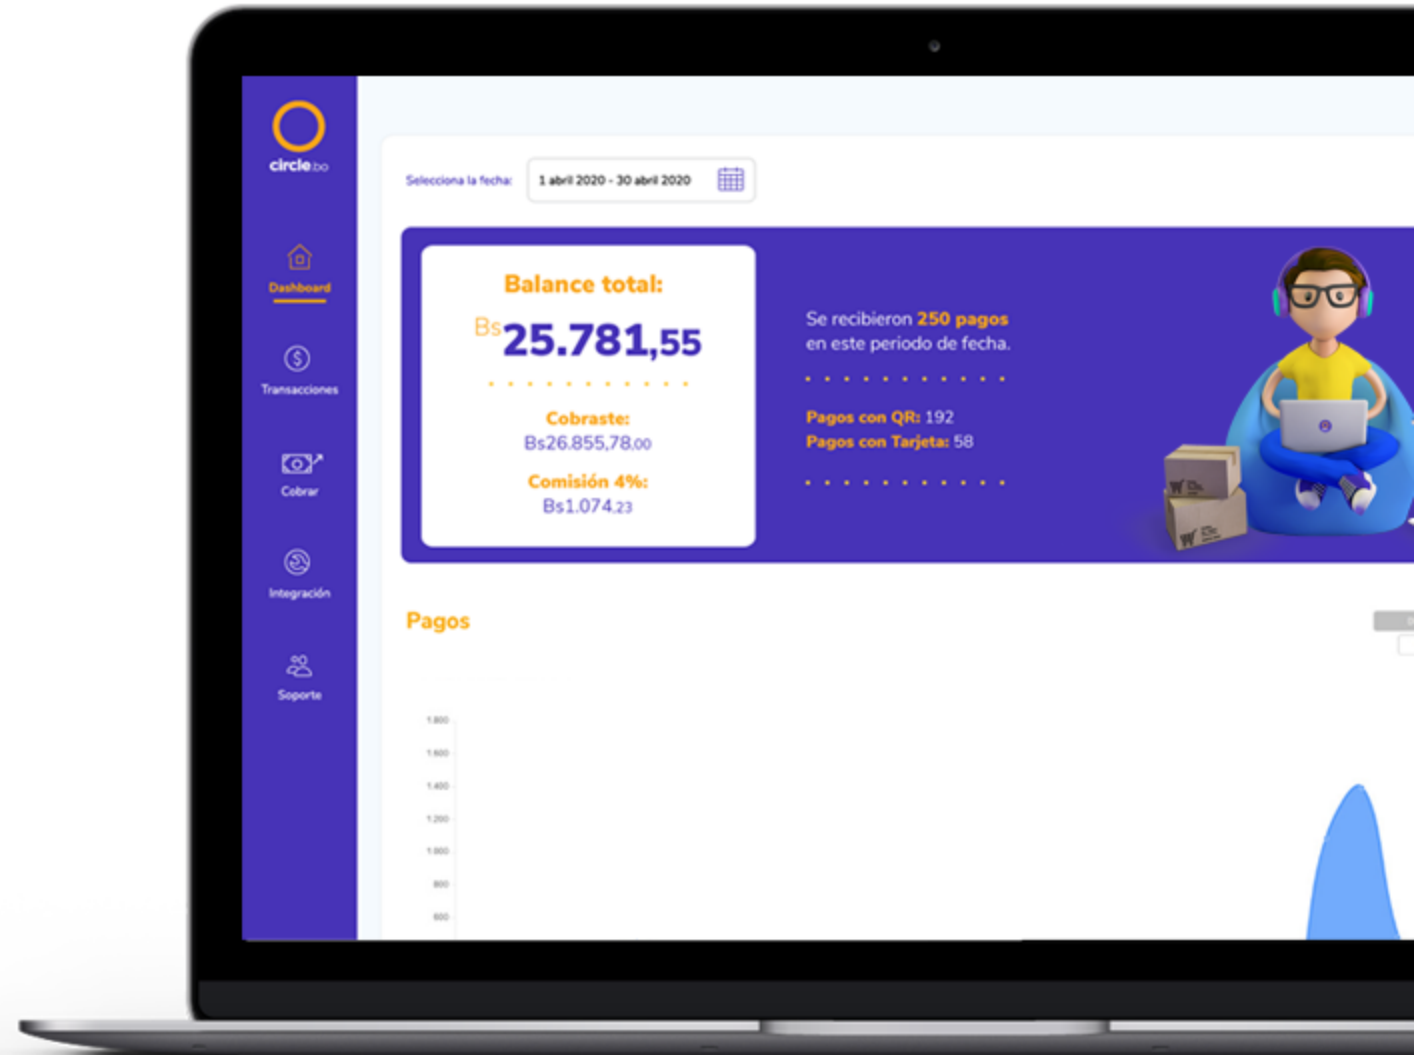 circle.bo
Dashboard
Transacciones
Cobrar
Integración
Soporte
Selecciona la fecha:
1 abril 2020 - 30 abril 2020
Balance total:
Bs25.781,55
Cobraste:
Bs26.855,78.00
Comisión 4%:
Bs1.074.23
Se recibieron 250 pagos
en este periodo de fecha.
Pagos con QR: 192
Pagos con Tarjeta: 58
Pagos
1.800
1.600
1.400
1.200
1.000
800
600